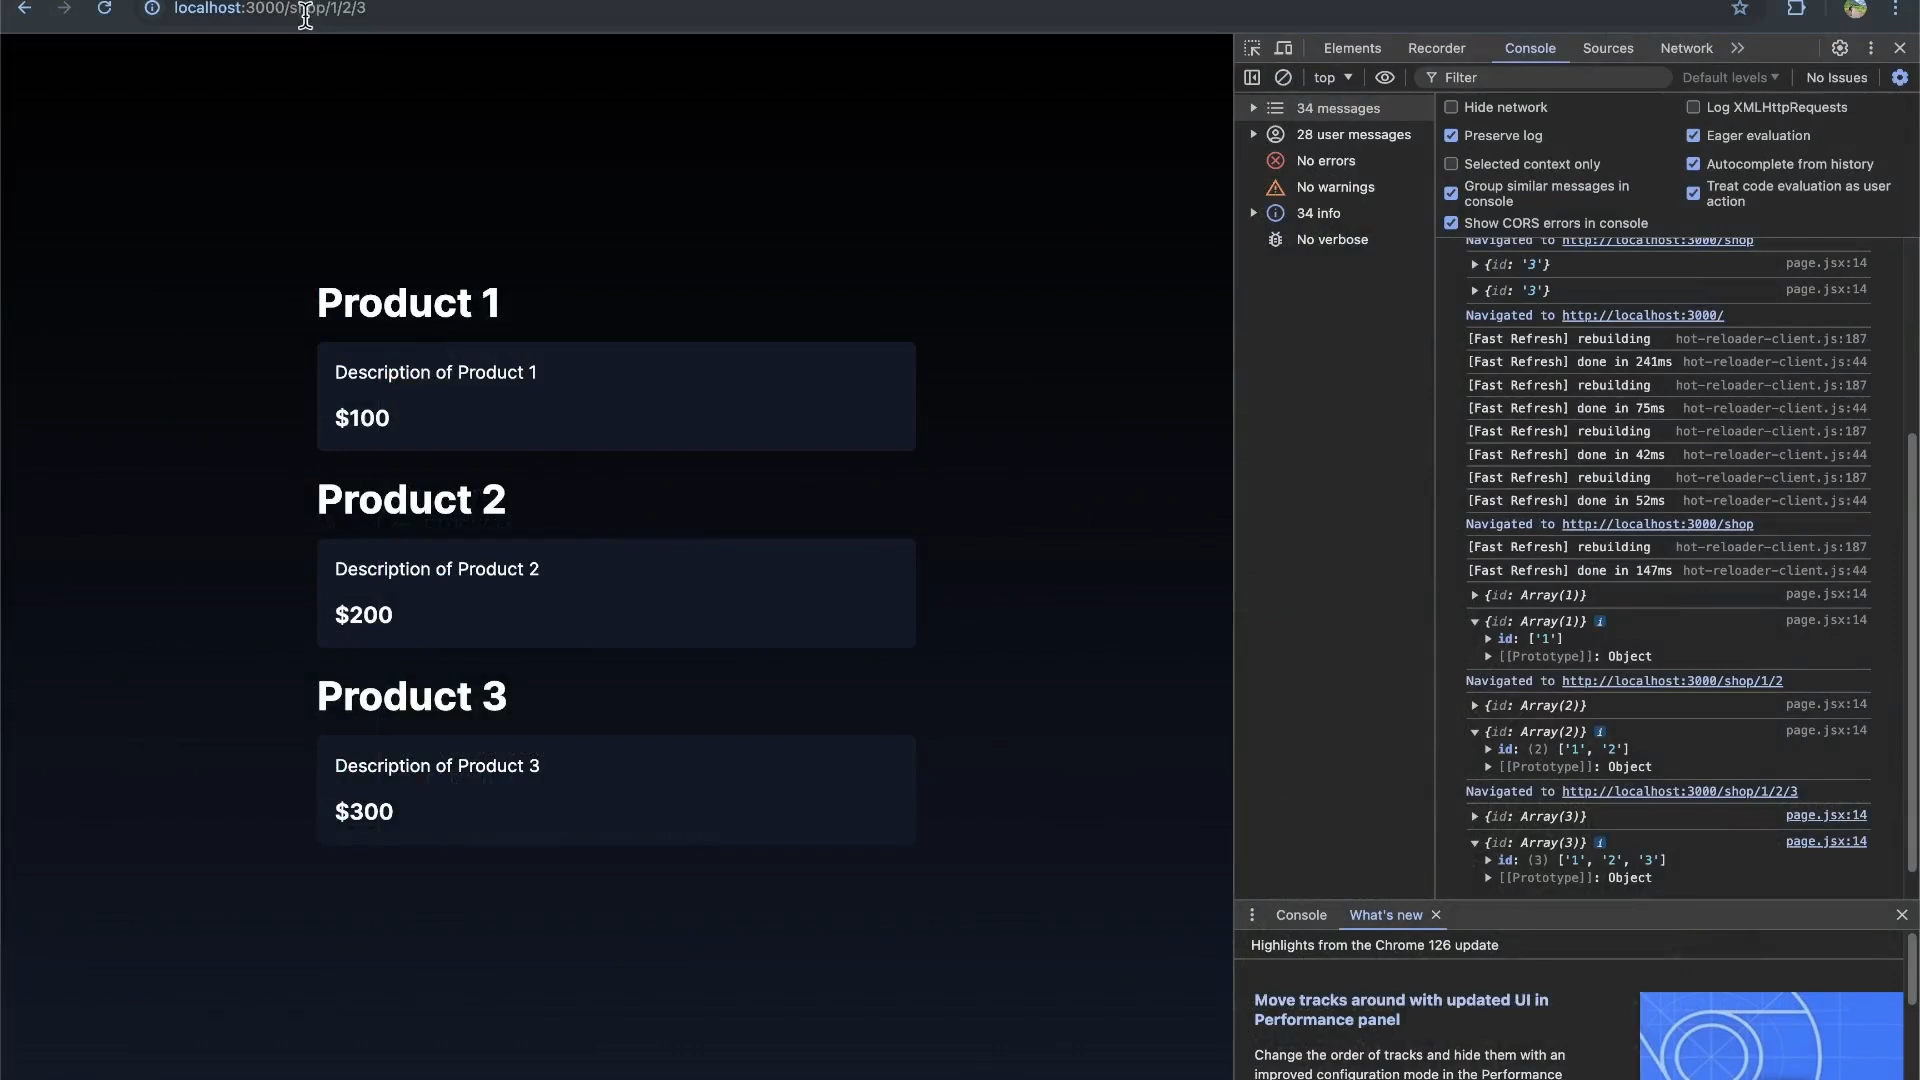 localhost:3000/shop/1/2/3
Product 1
Description of Product 1
$100
Product 2
Description of Product 2
$200
Product 3
Description of Product 3
$300
Elements Recorder Console Sources Network
top Filter Default levels No Issues
34 messages
28 user messages
No errors
No warnings
34 info
No verbose
Hide network Log XMLHttpRequests
Preserve log Eager evaluation
Selected context only Autocomplete from history
Group similar messages in
console
Treat code evaluation as user
action
Show CORS errors in console
Navigated to http://localhost:3000/shop
{id: '3'} page.jsx:14
{id: '3'} page.jsx:14
Navigated to http://localhost:3000/
[Fast Refresh] rebuilding hot-reloader-client.js:187
[Fast Refresh] done in 241ms hot-reloader-client.js:44
[Fast Refresh] rebuilding hot-reloader-client.js:187
[Fast Refresh] done in 75ms hot-reloader-client.js:44
[Fast Refresh] rebuilding hot-reloader-client.js:187
[Fast Refresh] done in 42ms hot-reloader-client.js:44
[Fast Refresh] rebuilding hot-reloader-client.js:187
[Fast Refresh] done in 52ms hot-reloader-client.js:44
Navigated to http://localhost:3000/shop
[Fast Refresh] rebuilding hot-reloader-client.js:187
[Fast Refresh] done in 147ms hot-reloader-client.js:44
{id: Array(1)} page.jsx:14
{id: Array(1)} i page.jsx:14
id: ['1']
[[Prototype]]: Object
Navigated to http://localhost:3000/shop/1/2
{id: Array(2)} page.jsx:14
{id: Array(2)} i page.jsx:14
id: (2) ['1', '2']
[[Prototype]]: Object
Navigated to http://localhost:3000/shop/1/2/3
{id: Array(3)} page.jsx:14
{id: Array(3)} i page.jsx:14
id: (3) ['1', '2', '3']
[[Prototype]]: Object
Console What's new
Highlights from the Chrome 126 update
Move tracks around with updated UI in
Performance panel
Change the order of tracks and hide them with an
improved configuration mode in the Performance